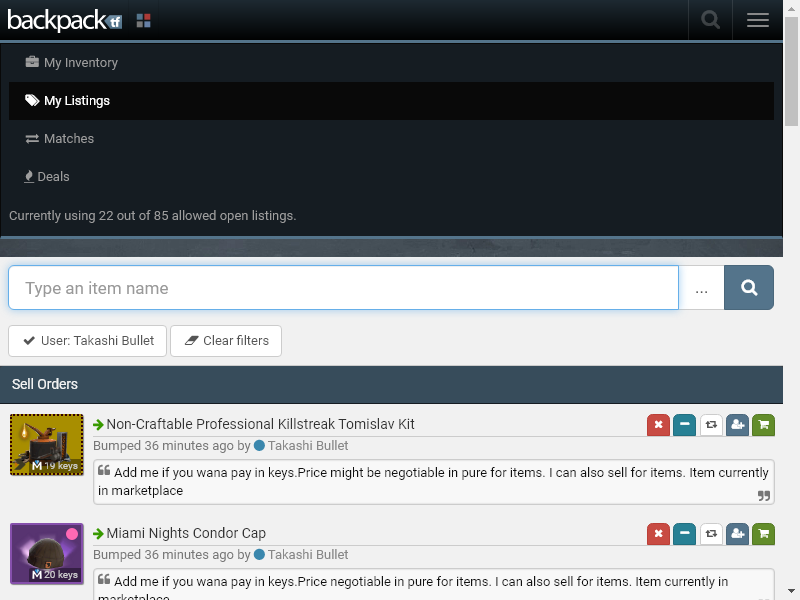 backpack tf
My Inventory
My Listings
Matches
Deals
Currently using 22 out of 85 allowed open listings.
Type an item name
...
User: Takashi Bullet
Clear filters
Sell Orders
Non-Craftable Professional Killstreak Tomislav Kit
19 keys
Bumped 36 minutes ago by Takashi Bullet
“ Add me if you wana pay in keys.Price might be negotiable in pure for items. I can also sell for items. Item currently
in marketplace ”
Miami Nights Condor Cap
20 keys
Bumped 36 minutes ago by Takashi Bullet
“ Add me if you wana pay in keys.Price negotiable in pure for items. I can also sell for items. Item currently in
marketplace